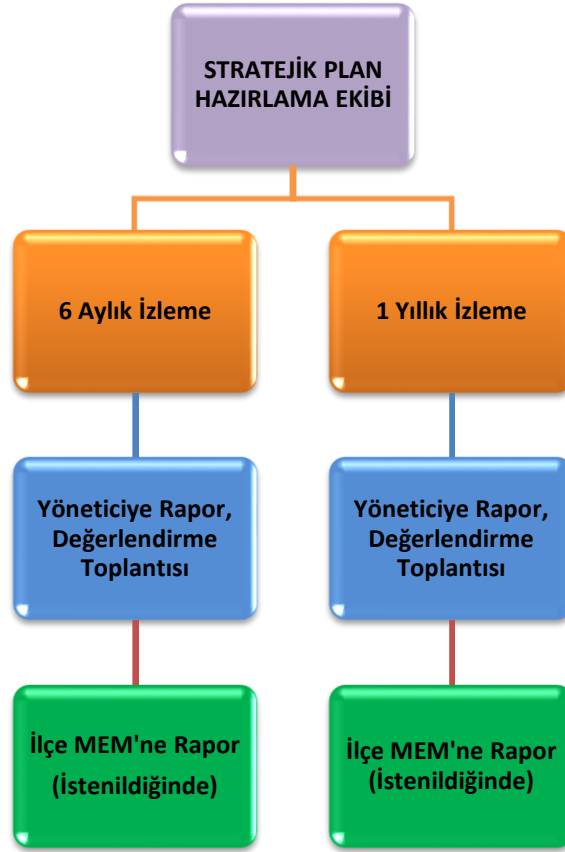 STRATEJİK PLAN
HAZIRLAMA EKİBİ
6 Aylık İzleme
1 Yıllık İzleme
Yöneticiye Rapor,
Değerlendirme
Toplantısı
Yöneticiye Rapor,
Değerlendirme
Toplantısı
İlçe MEM'ne Rapor
(İstenildiğinde)
İlçe MEM'ne Rapor
(İstenildiğinde)